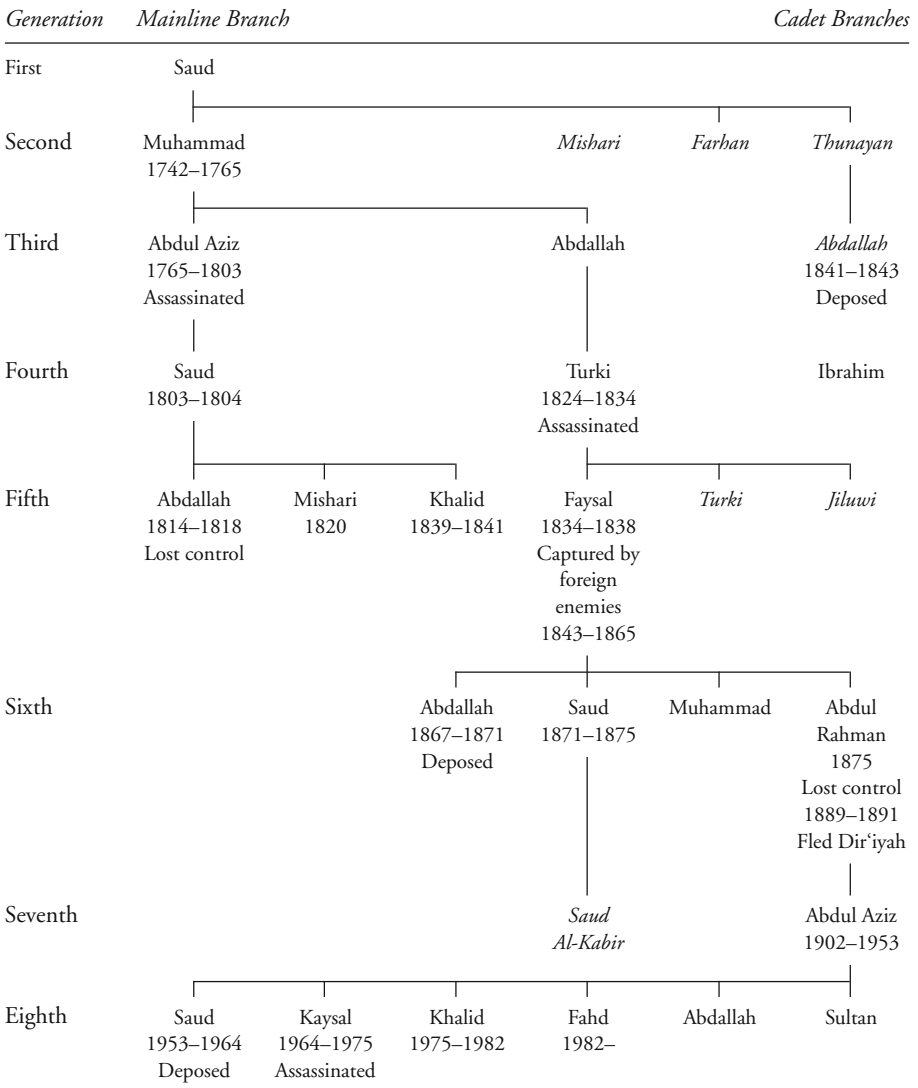 Generation Mainline Branch Cadet Branches
First Saud
Second Muhammad Mishari Farhan Thunayan
1742–1765
Third Abdul Aziz Abdallah Abdallah
1765–1803 1841–1843
Assassinated Deposed
Fourth Saud Turki Ibrahim
1803–1804 1824–1834
Assassinated
Fifth Abdallah Mishari Khalid Faysal Turki Jiluwi
1814–1818 1820 1839–1841 1834–1838
Lost control Captured by
foreign
enemies
1843–1865
Sixth Abdallah Saud Muhammad Abdul
1867–1871 1871–1875 Rahman
Deposed 1875
Lost control
1889–1891
Fled Dir‘iyah
Seventh Saud Abdul Aziz
Al-Kabir 1902–1953
Eighth Saud Kaysal Khalid Fahd Abdallah Sultan
1953–1964 1964–1975 1975–1982 1982–
Deposed Assassinated